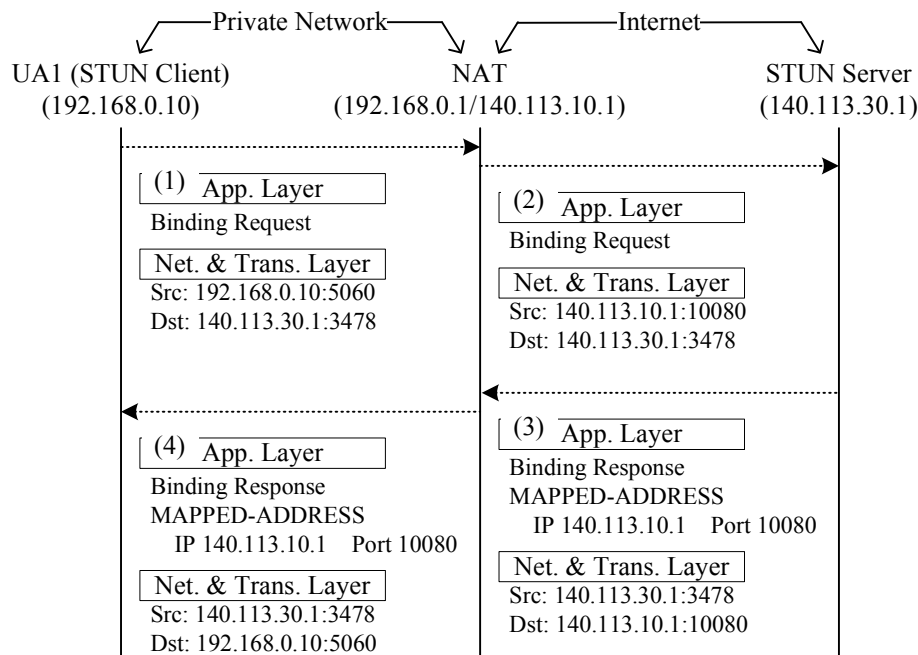 Private Network
Internet
UA1 (STUN Client)
(192.168.0.10)
NAT
(192.168.0.1/140.113.10.1)
STUN Server
(140.113.30.1)
(1) App. Layer
Binding Request
Net. & Trans. Layer
Src: 192.168.0.10:5060
Dst: 140.113.30.1:3478
(2) App. Layer
Binding Request
Net. & Trans. Layer
Src: 140.113.10.1:10080
Dst: 140.113.30.1:3478
(3) App. Layer
Binding Response
MAPPED-ADDRESS
IP 140.113.10.1 Port 10080
Net. & Trans. Layer
Src: 140.113.30.1:3478
Dst: 140.113.10.1:10080
(4) App. Layer
Binding Response
MAPPED-ADDRESS
IP 140.113.10.1 Port 10080
Net. & Trans. Layer
Src: 140.113.30.1:3478
Dst: 192.168.0.10:5060